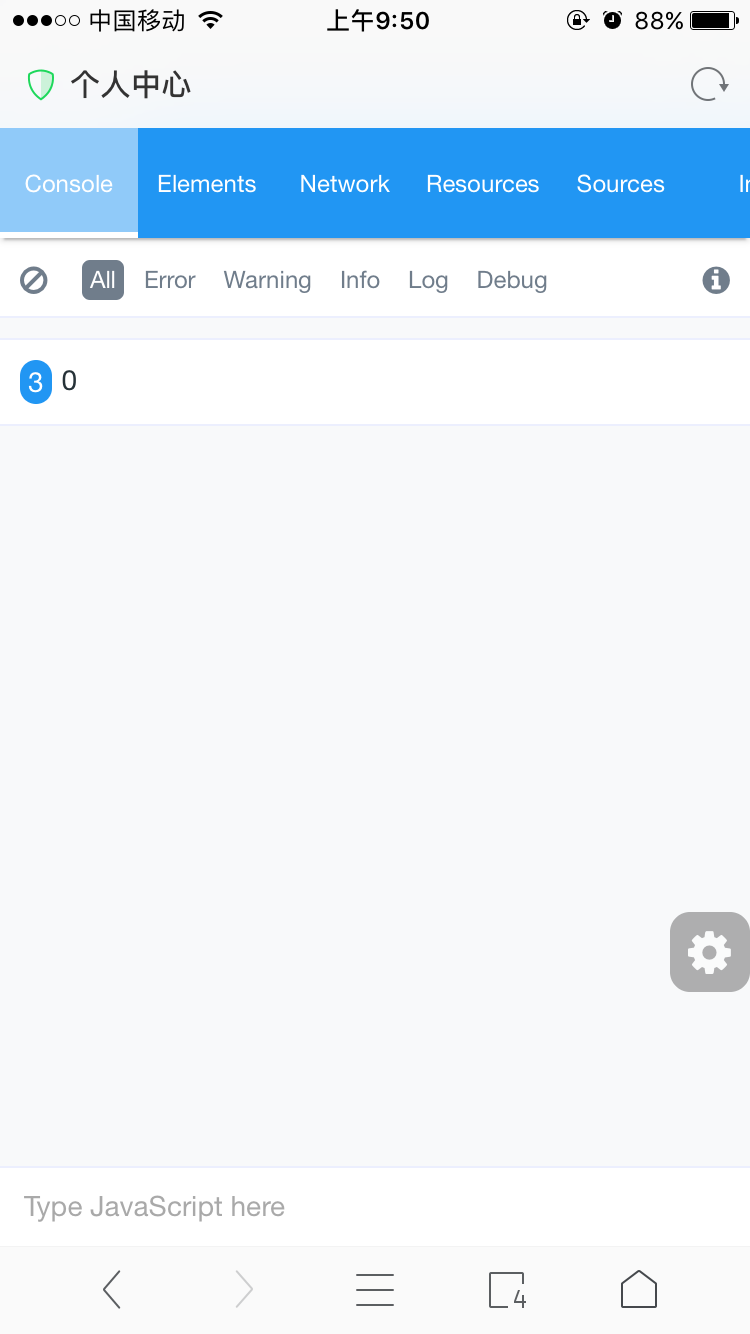 中国移动 上午9:50 88%
个人中心
Console Elements Network Resources Sources
All Error Warning Info Log Debug
3 0
Type JavaScript here
4